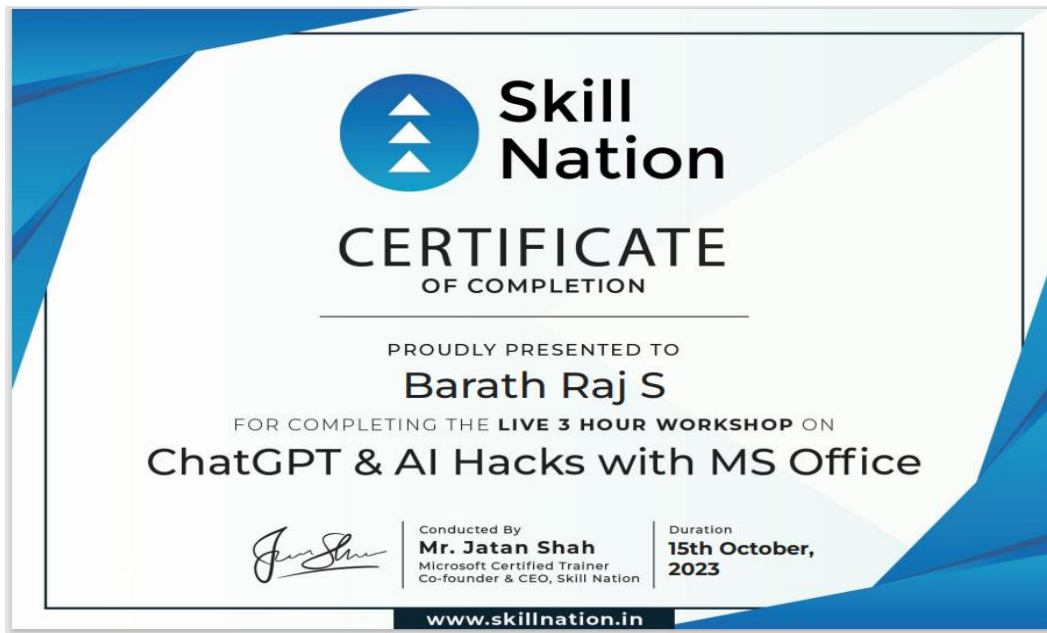 Skill
Nation
CERTIFICATE
OF COMPLETION
PROUDLY PRESENTED TO
Barath Raj S
FOR COMPLETING THE LIVE 3 HOUR WORKSHOP ON
ChatGPT & AI Hacks with MS Office
Conducted By
Mr. Jatan Shah
Microsoft Certified Trainer
Co-founder & CEO, Skill Nation
Duration
15th October,
2023
www.skillnation.in